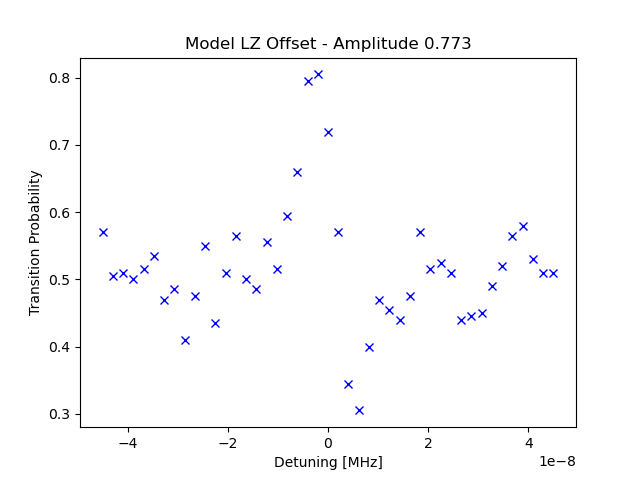 Model LZ Offset - Amplitude 0.773
Transition Probability
0.8
0.7
0.6
0.5
0.4
0.3
−4
−2
0
2
4
1e−8
Detuning [MHz]